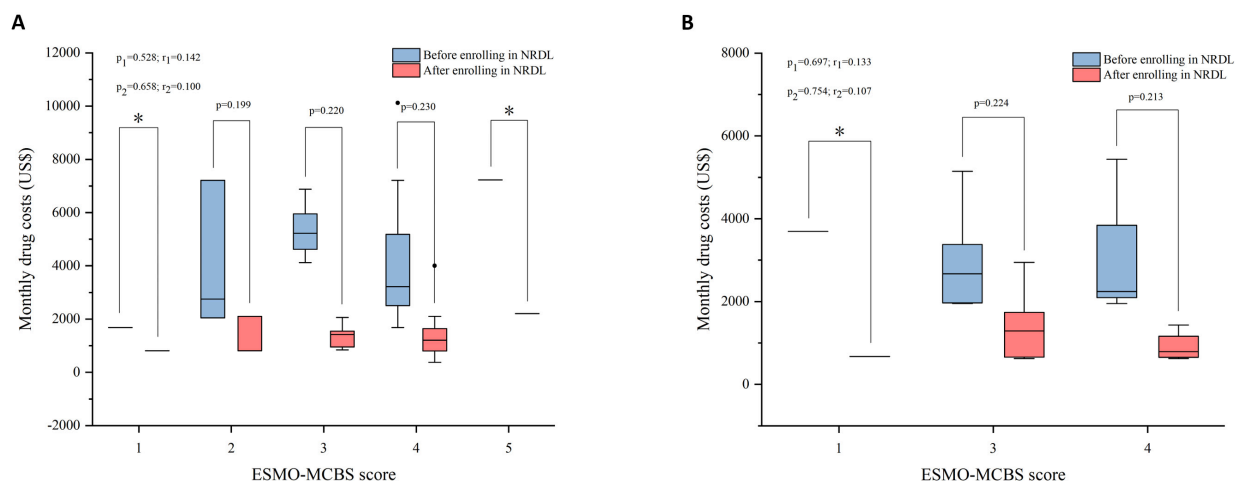 A
Before enrolling in NRDL
After enrolling in NRDL
p1=0.528; r1=0.142
p2=0.658; r2=0.100
*
p=0.199
p=0.220
p=0.230
*
12000
10000
8000
6000
4000
2000
0
-2000
Monthly drug costs (US$)
1 2 3 4 5
ESMO-MCBS score
B
Before enrolling in NRDL
After enrolling in NRDL
p1=0.697; r1=0.133
p2=0.754; r2=0.107
*
p=0.224
p=0.213
8000
6000
4000
2000
0
Monthly drug costs (US$)
1 3 4
ESMO-MCBS score